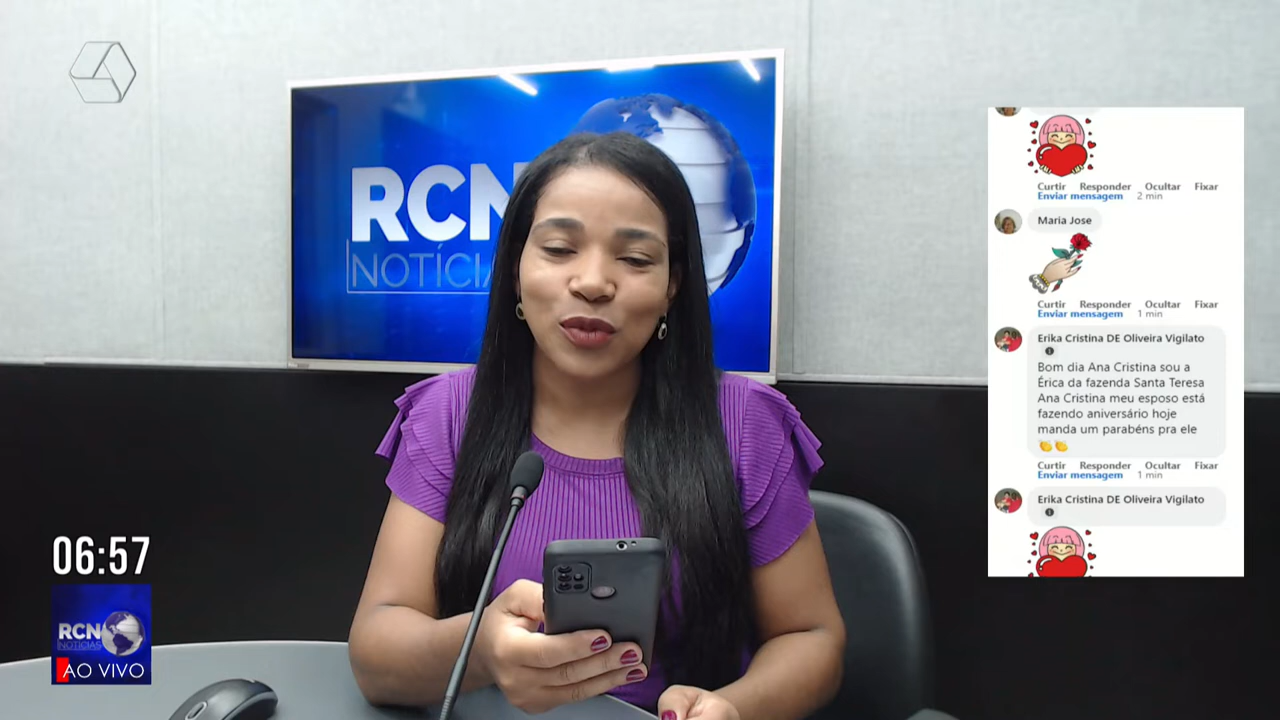 RCN
NOTÍCIA
06:57
RCN
NOTÍCIAS
AO VIVO
Curtir Responder Ocultar Fixar
Enviar mensagem 2 min
Maria Jose
Curtir Responder Ocultar Fixar
Enviar mensagem 1 min
Erika Cristina DE Oliveira Vigilato
Bom dia Ana Cristina sou a
Érica da fazenda Santa Teresa
Ana Cristina meu esposo está
fazendo aniversário hoje
manda um parabéns pra ele
👏👏
Curtir Responder Ocultar Fixar
Enviar mensagem 1 min
Erika Cristina DE Oliveira Vigilato